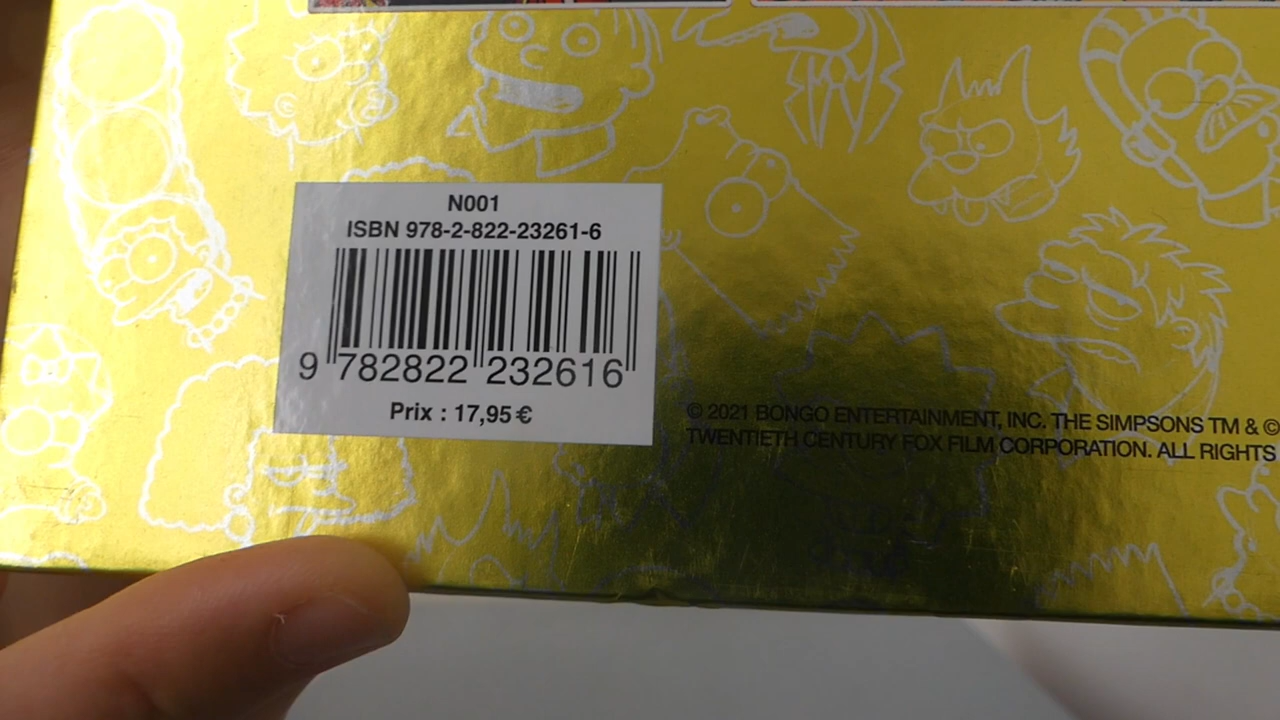 N001
ISBN 978-2-822-23261-6
9 782822 232616
Prix : 17,95 €
© 2021 BONGO ENTERTAINMENT, INC. THE SIMPSONS TM & ©
TWENTIETH CENTURY FOX FILM CORPORATION. ALL RIGHTS